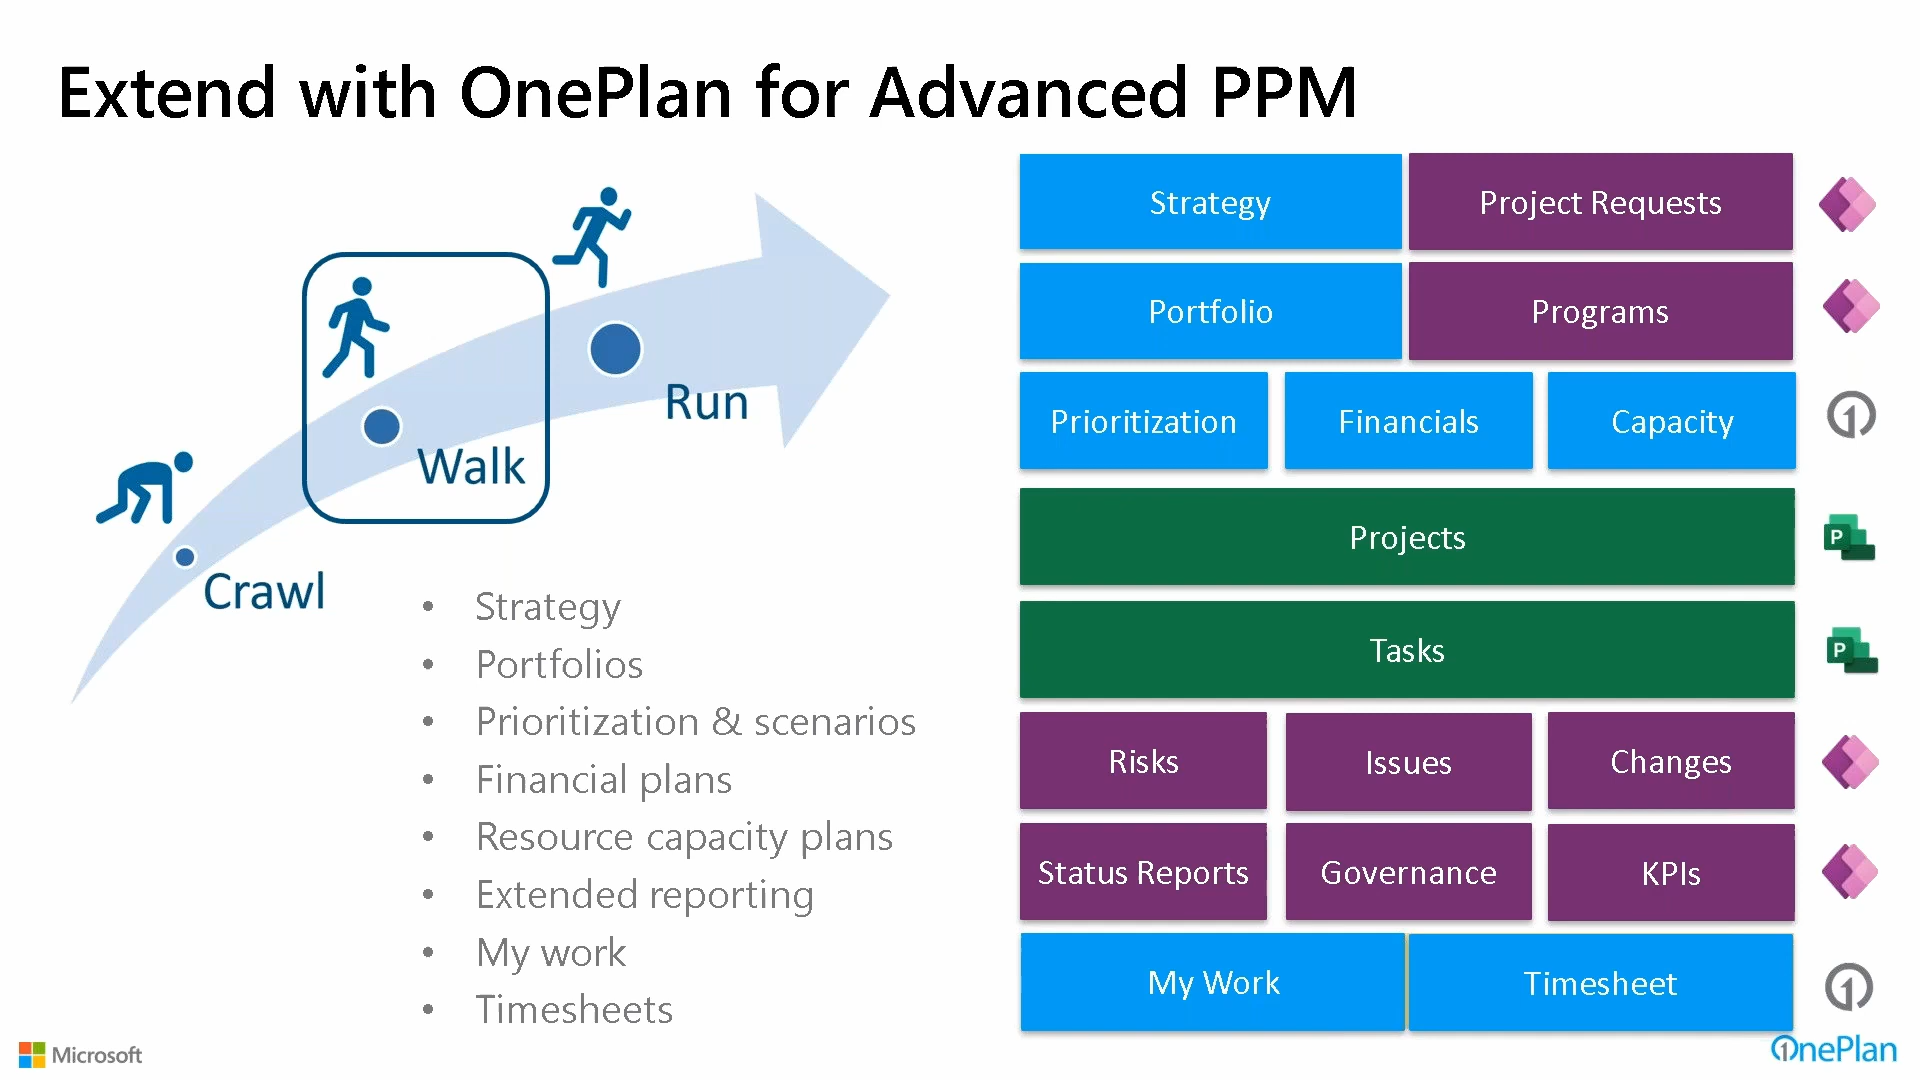 Extend with OnePlan for Advanced PPM
Run
Walk
Crawl
• Strategy
• Portfolios
• Prioritization & scenarios
• Financial plans
• Resource capacity plans
• Extended reporting
• My work
• Timesheets
Strategy Project Requests
Portfolio Programs
Prioritization Financials Capacity
Projects
P
Tasks
P
Risks Issues Changes
Status Reports Governance KPIs
My Work Timesheet
Microsoft
OnePlan